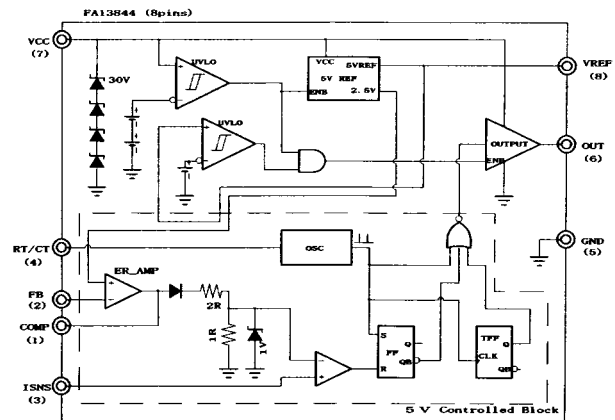 FA13844 (8pins)
VCC
(7)
UVLO
VCC
5VREF
5V REF
2.5V
ENB
VREF
(8)
30V
UVLO
OUTPUT
ENB
OUT
(6)
RT/CT
(4)
OSC
GND
(5)
ER_AMP
FB
(2)
2R
COMP
(1)
1R
1V
S
Q
FF
R
QB
TFF
Q
CLK
QB
ISNS
(3)
5 V Controlled Block